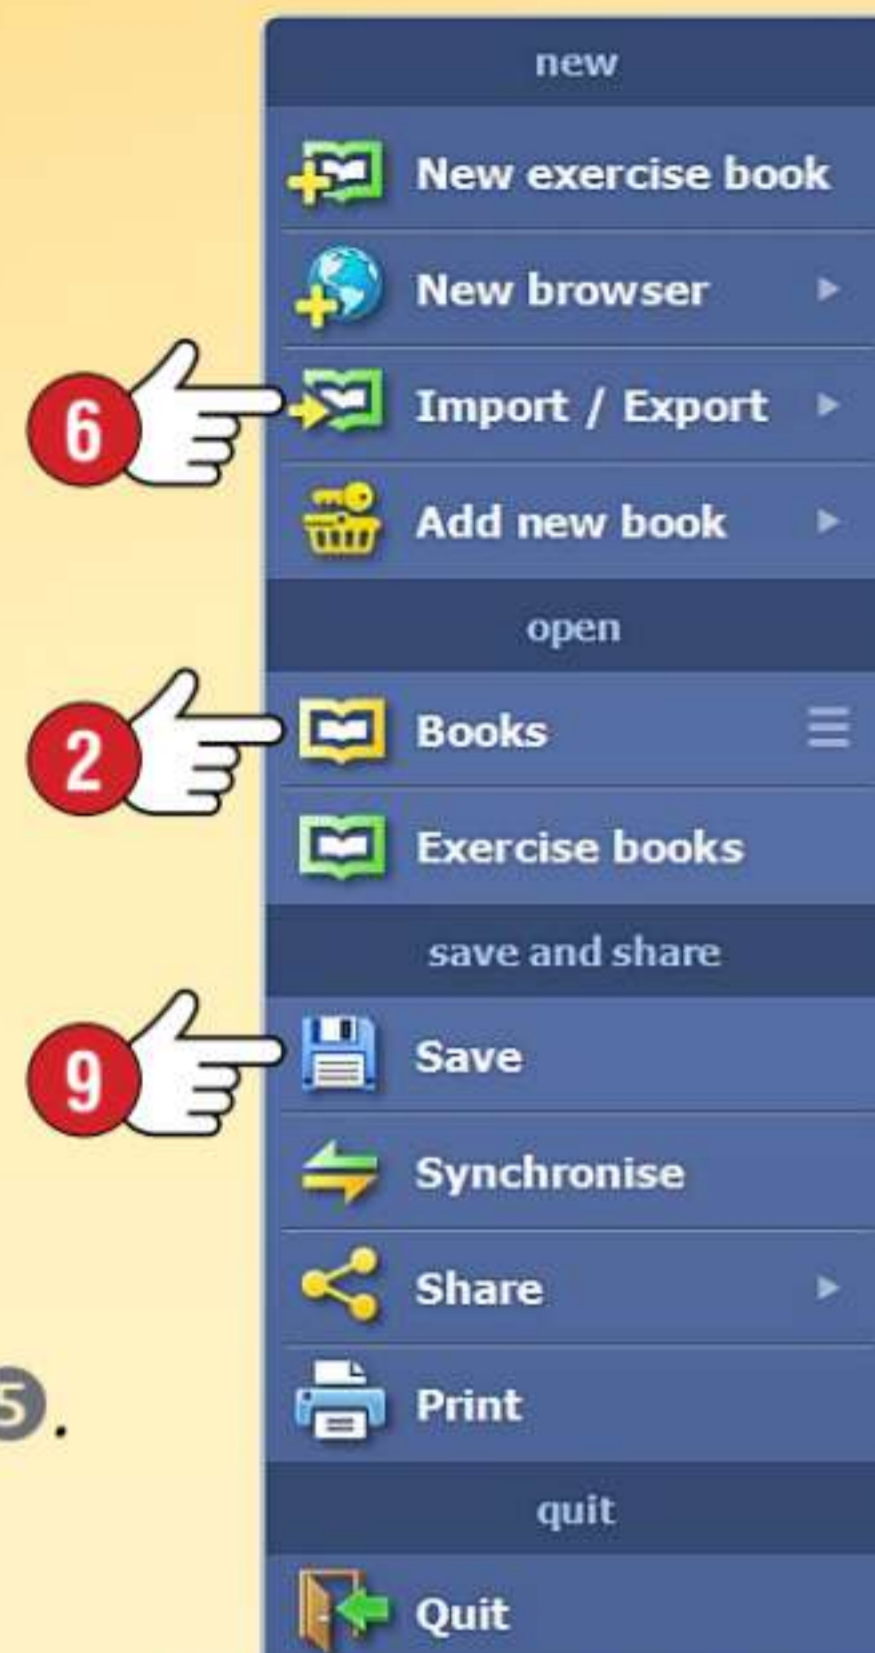 new
New exercise book
New browser
6 Import / Export
Add new book
open
2 Books
Exercise books
save and share
9 Save
Synchronise
Share
5. Print
quit
Quit